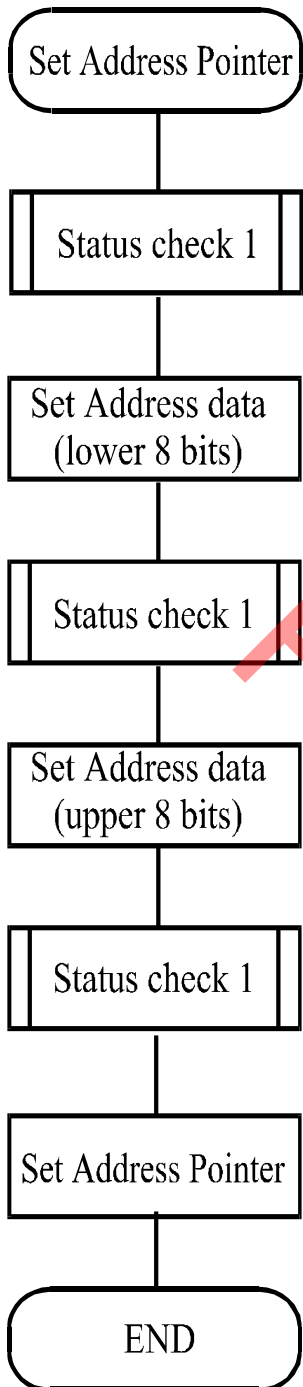 Set Address Pointer
Status check 1
Set Address data
(lower 8 bits)
Status check 1
Set Address data
(upper 8 bits)
Status check 1
Set Address Pointer
END